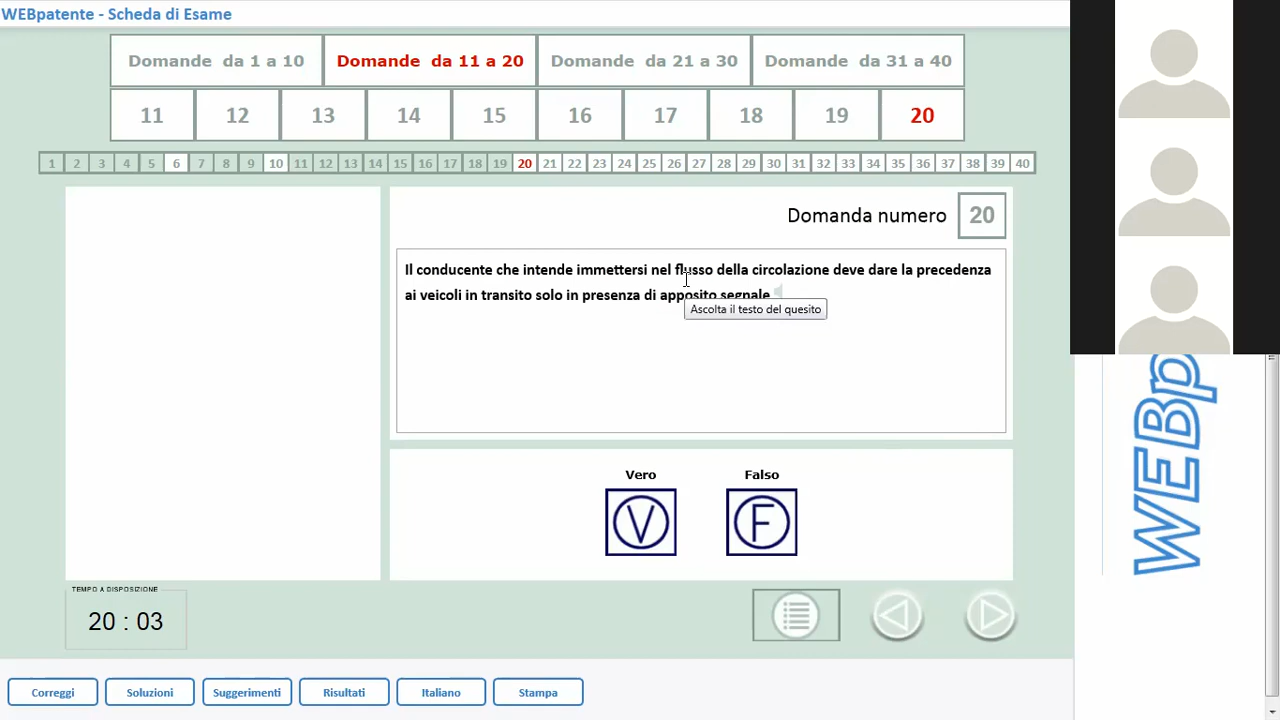 WEBpatente - Scheda di Esame
Domande da 1 a 10
Domande da 11 a 20
Domande da 21 a 30
Domande da 31 a 40
11 12 13 14 15 16 17 18 19 20
1 2 3 4 5 6 7 8 9 10 11 12 13 14 15 16 17 18 19 20 21 22 23 24 25 26 27 28 29 30 31 32 33 34 35 36 37 38 39 40
Domanda numero 20
Il conducente che intende immettersi nel flusso della circolazione deve dare la precedenza
ai veicoli in transito solo in presenza di apposito segnale
Ascolta il testo del quesito
Vero Falso
V F
TEMPO A DISPOSIZIONE
20 : 03
Correggi Soluzioni Suggerimenti Risultati Italiano Stampa
WEBp